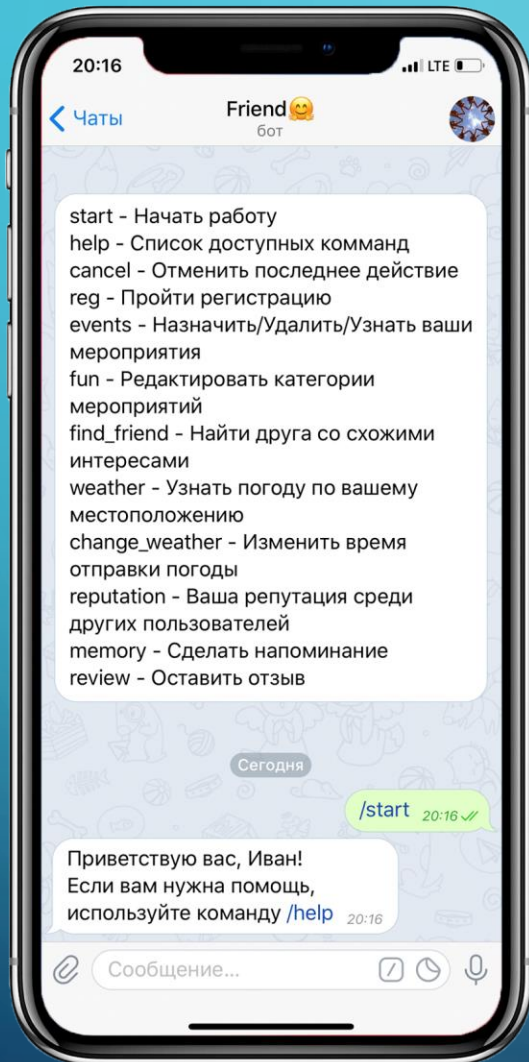 20:16
LTE
Чаты
Friend🤗
бот
start - Начать работу
help - Список доступных комманд
cancel - Отменить последнее действие
reg - Пройти регистрацию
events - Назначить/Удалить/Узнать ваши
мероприятия
fun - Редактировать категории
мероприятий
find_friend - Найти друга со схожими
интересами
weather - Узнать погоду по вашему
местоположению
change_weather - Изменить время
отправки погоды
reputation - Ваша репутация среди
других пользователей
memory - Сделать напоминание
review - Оставить отзыв
Сегодня
/start 20:16
Приветствую вас, Иван!
Если вам нужна помощь,
используйте команду /help 20:16
Сообщение...